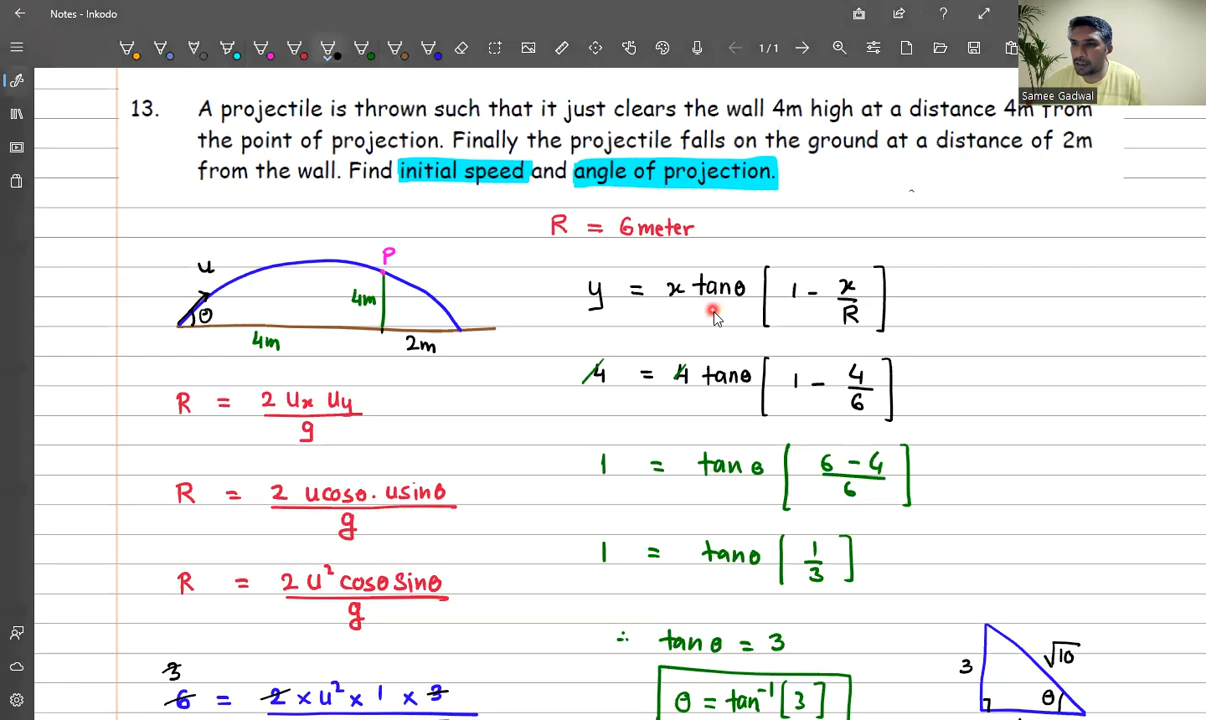 Notes - Inkodo
1/1
Samee Gadwal
13. A projectile is thrown such that it just clears the wall 4m high at a distance 4m from
the point of projection. Finally the projectile falls on the ground at a distance of 2m
from the wall. Find initial speed and angle of projection.
R = 6 meter
u
θ
P
4m
4m
2m
y = x tanθ [ 1 - x/R ]
4 = 4 tanθ [ 1 - 4/6 ]
R = 2 ux uy / g
1 = tanθ [ 6 - 4 / 6 ]
R = 2 ucosθ . usinθ / g
1 = tanθ [ 1/3 ]
R = 2 u² cosθ sinθ / g
∴ tanθ = 3
3
√10
θ
3
6 = 2 × u² × 1 × 3
θ = tan⁻¹ [ 3 ]